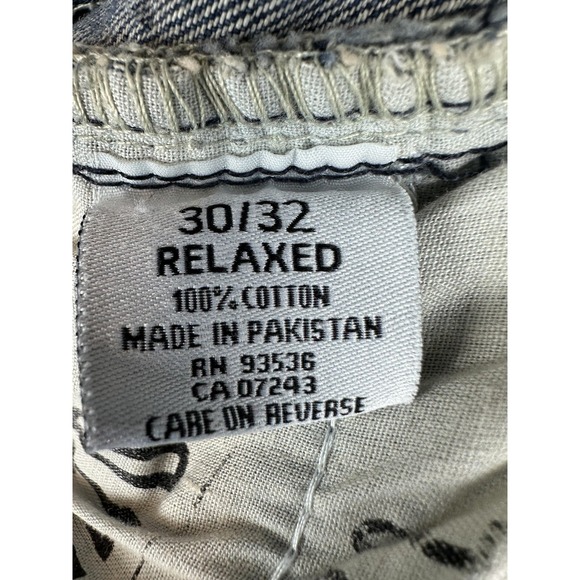 30/32
RELAXED
100% COTTON
MADE IN PAKISTAN
RN 93536
CA 07243
CARE ON REVERSE